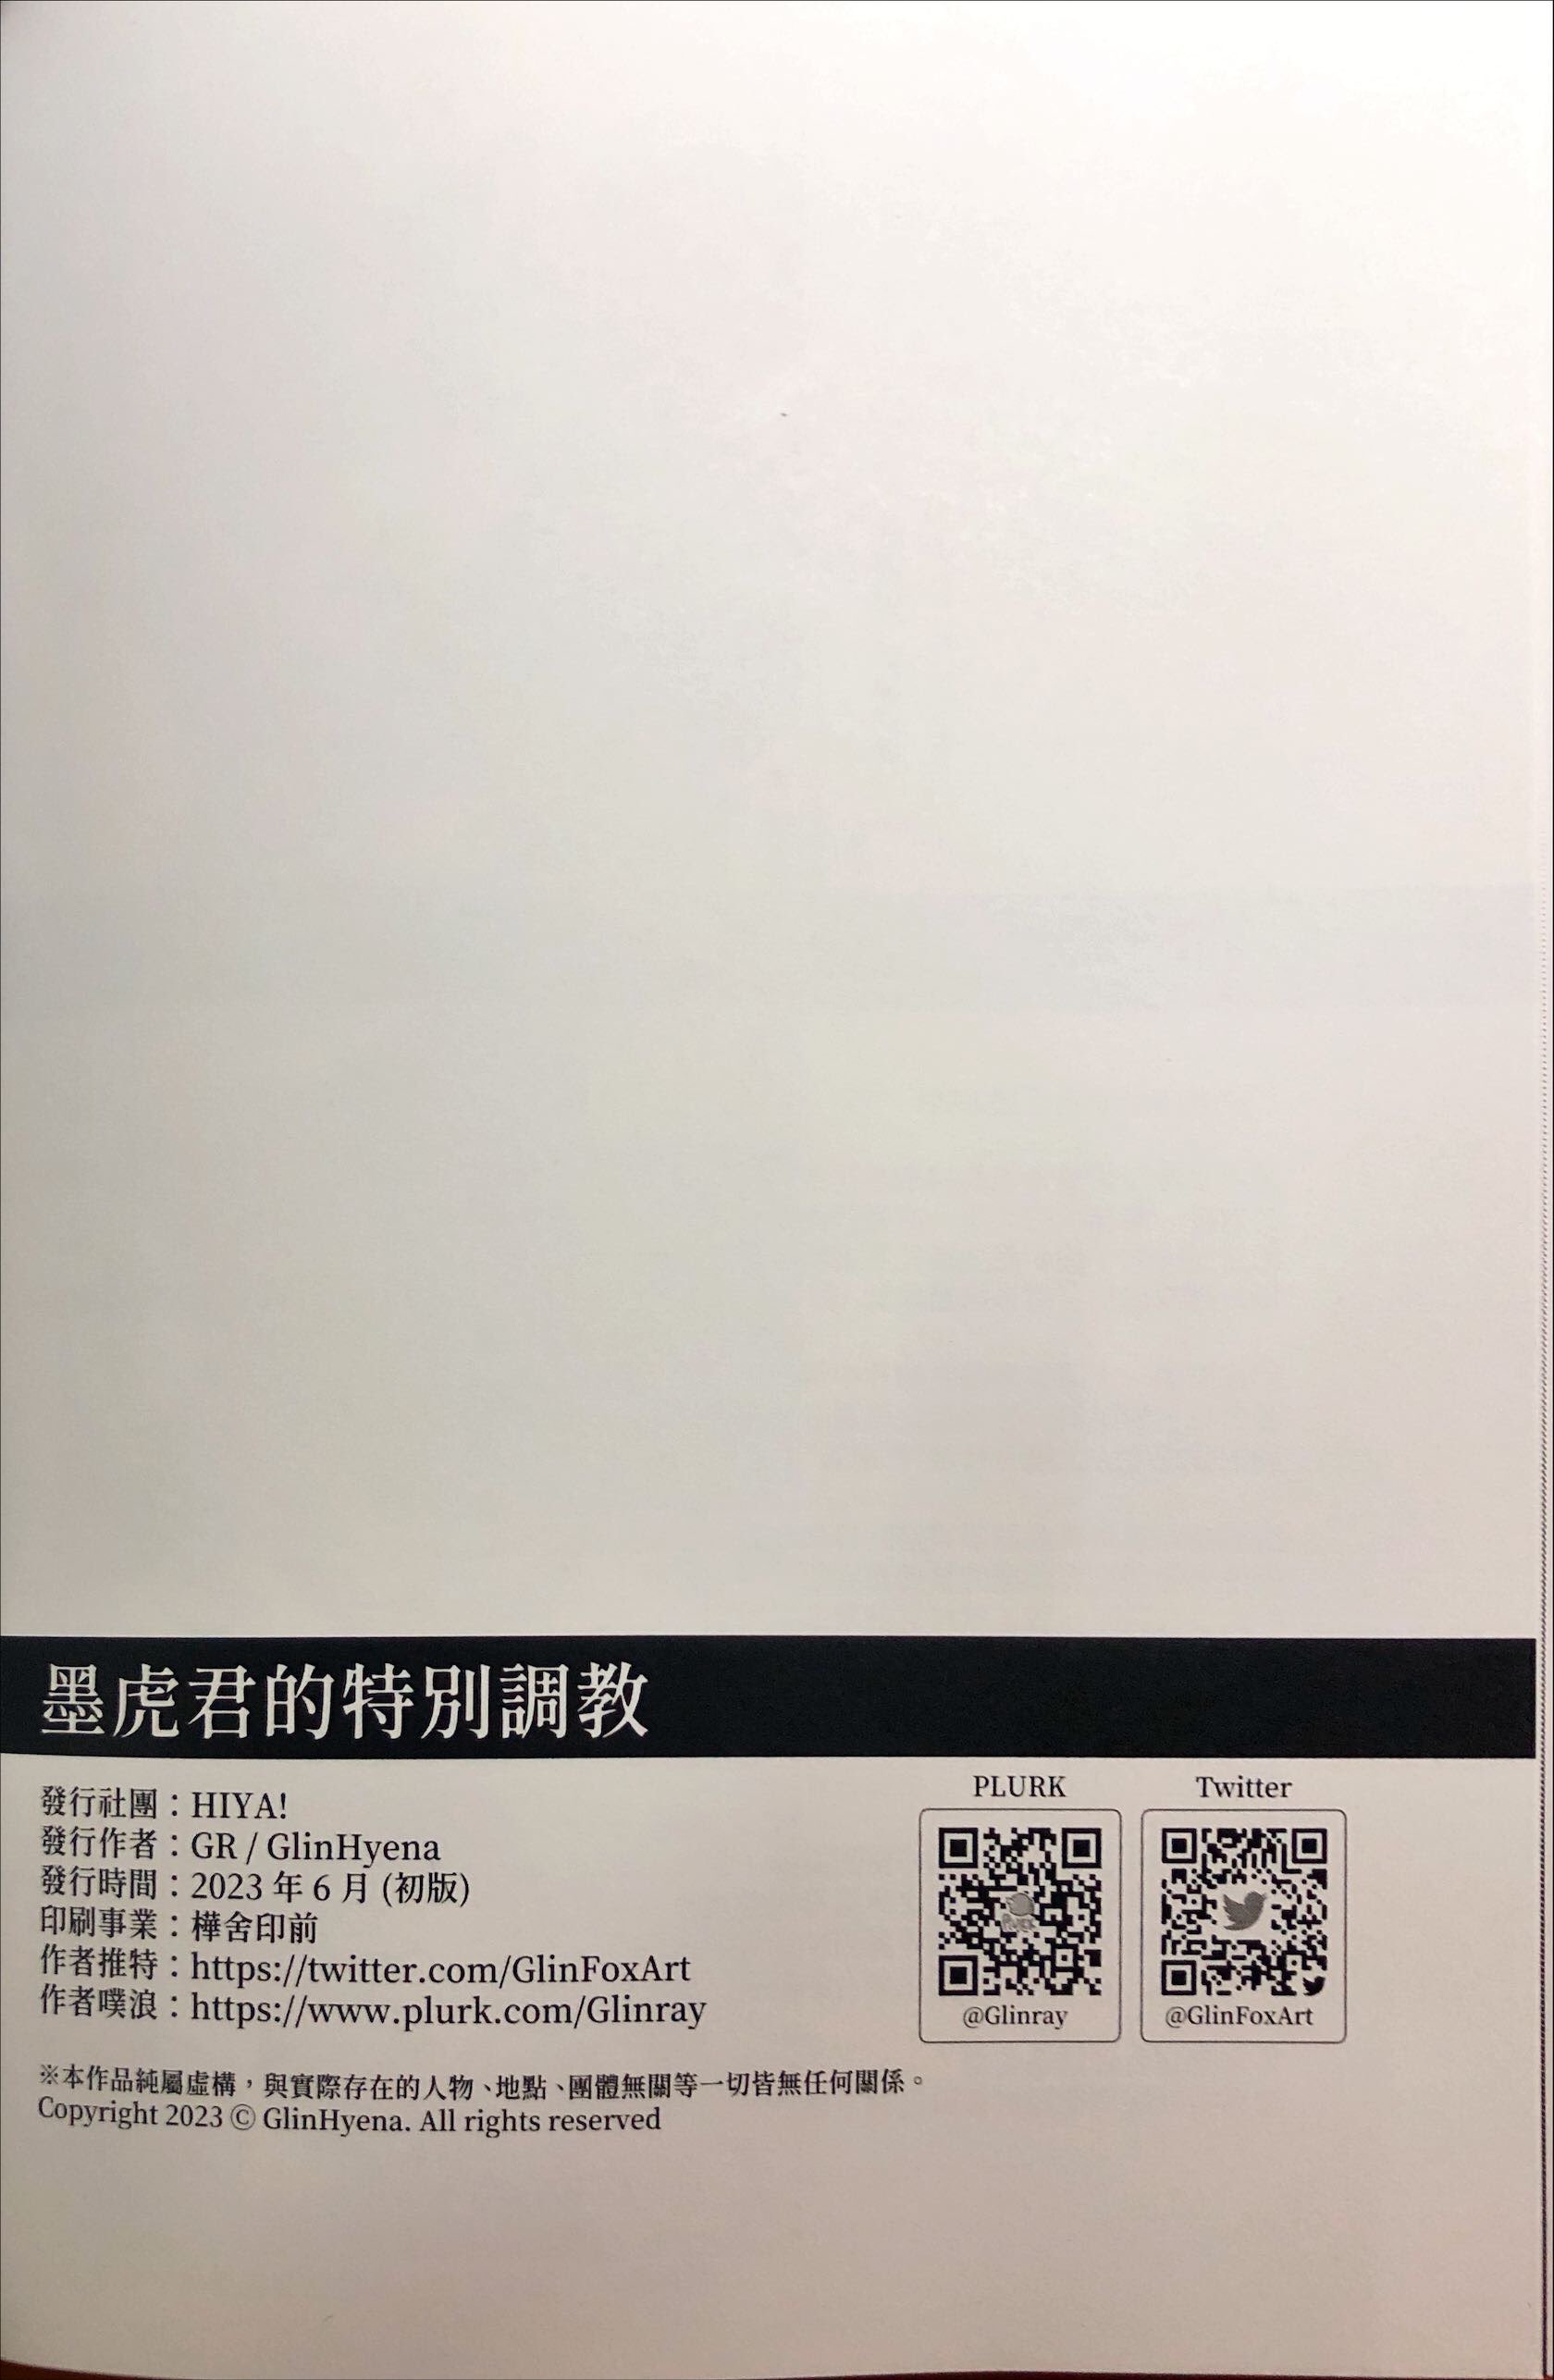 墨虎君的特別調教
發行社團：HIYA!
發行作者：GR / GlinHyena
發行時間：2023 年 6 月 (初版)
印刷事業：樺舍印前
作者推特：https://twitter.com/GlinFoxArt
作者噗浪：https://www.plurk.com/Glinray
PLURK
@Glinray
Twitter
@GlinFoxArt
※本作品純屬虛構，與實際存在的人物、地點、團體無關等一切皆無任何關係。
Copyright 2023 © GlinHyena. All rights reserved